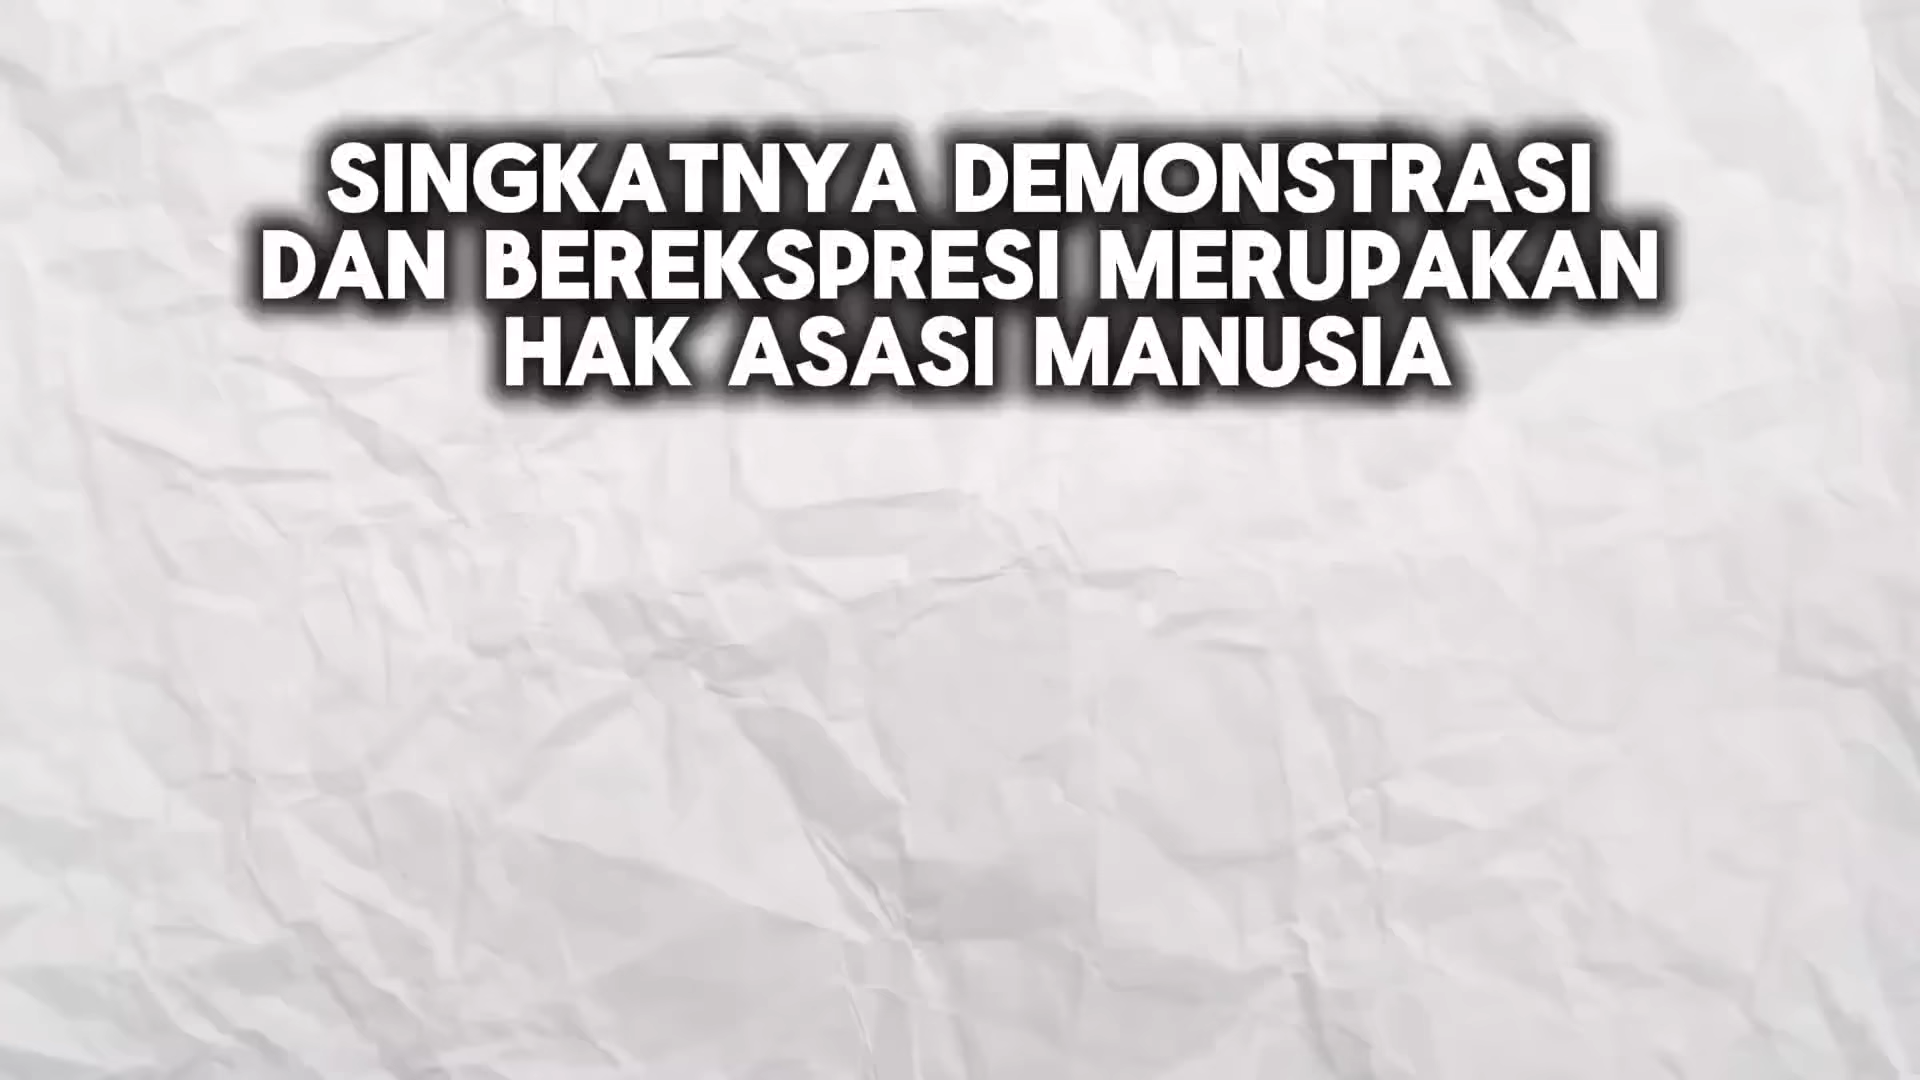 SINGKATNYA DEMONSTRASI
DAN BEREKSPRESI MERUPAKAN
HAK ASASI MANUSIA